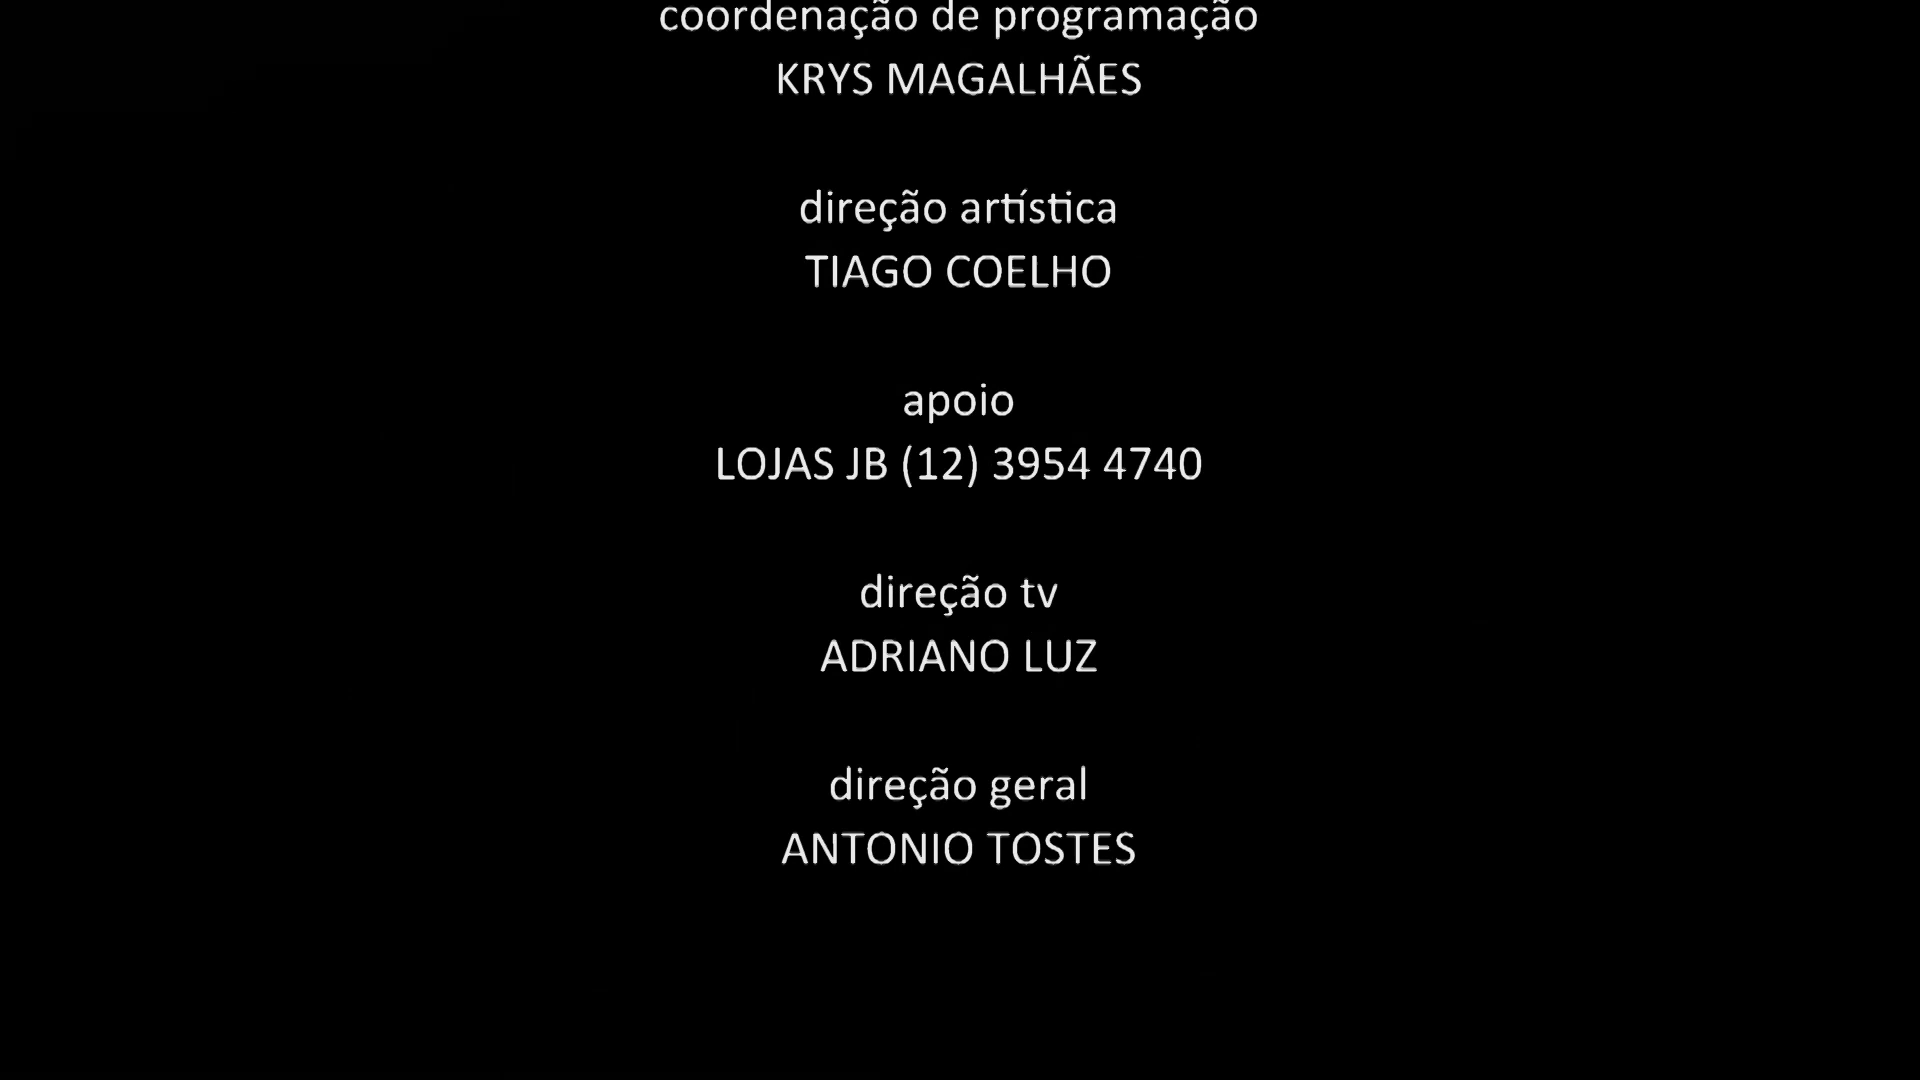 coordenação de programação
KRYS MAGALHÃES
direção artística
TIAGO COELHO
apoio
LOJAS JB (12) 3954 4740
direção tv
ADRIANO LUZ
direção geral
ANTONIO TOSTES